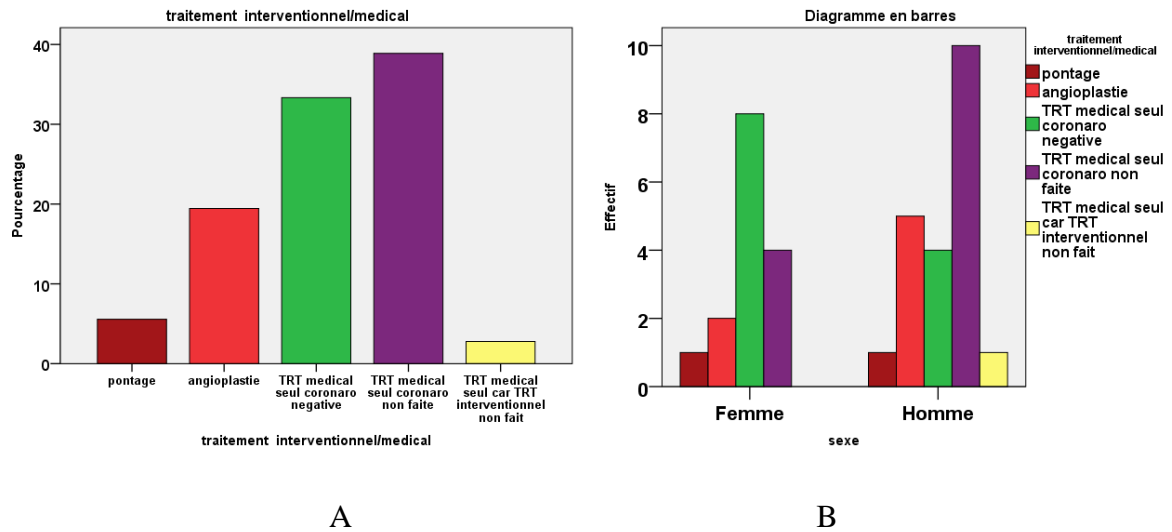 traitement interventionnel/medical
Pourcentage
40
30
20
10
0
pontage
angioplastie
TRT medical
seul coronaro
negative
TRT medical
seul coronaro
non faite
TRT medical
seul car TRT
interventionnel
non fait
traitement interventionnel/medical
A
Diagramme en barres
Effectif
10
8
6
4
2
0
Femme
Homme
sexe
traitement
interventionnel/medical
pontage
angioplastie
TRT medical seul
coronaro
negative
TRT medical seul
coronaro non
faite
TRT medical seul
car TRT
interventionnel
non fait
B